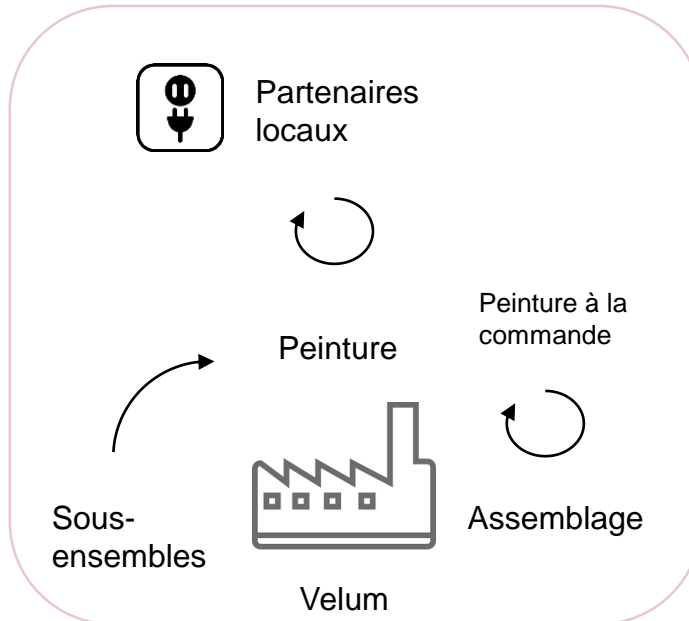 Partenaires
locaux
Peinture à la
commande
Peinture
Sous-
ensembles
Assemblage
Velum